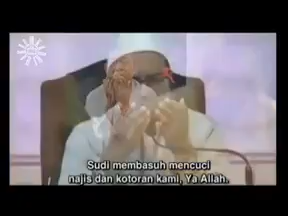 Sudi membasuh mencuci
najis dan kotoran kami, Ya Allah.